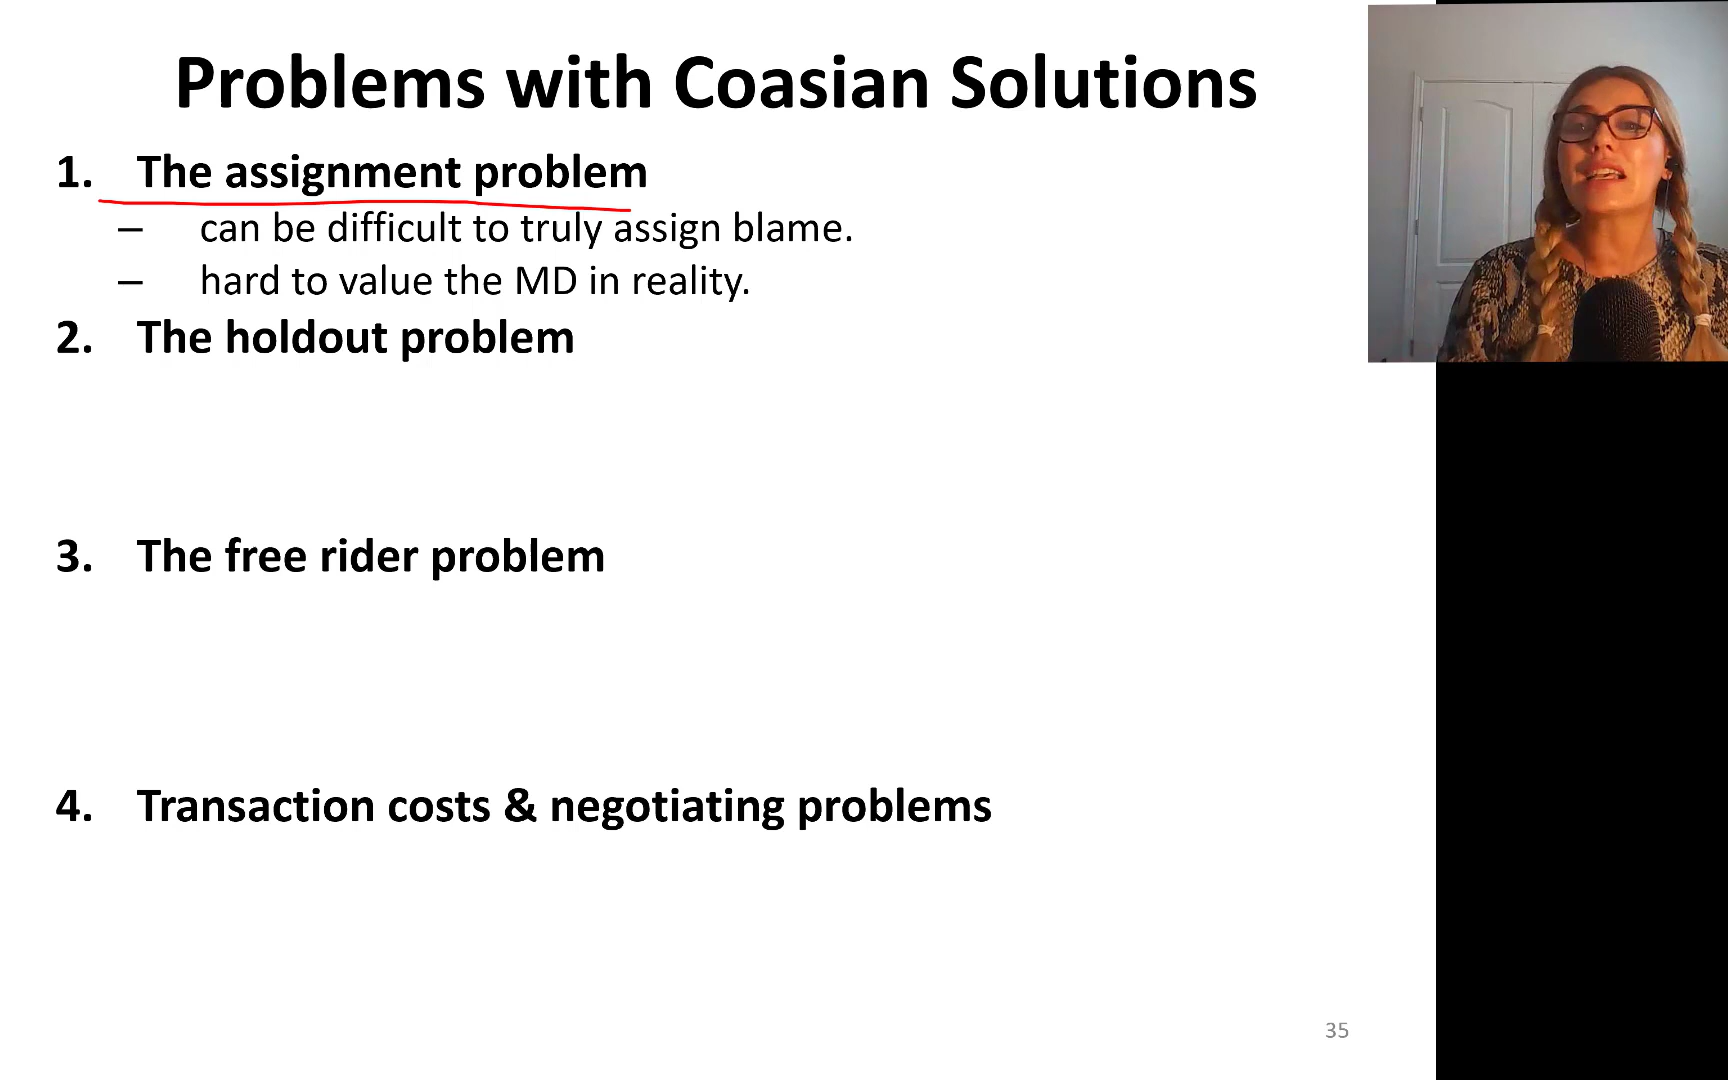 Problems with Coasian Solutions
1. The assignment problem
– can be difficult to truly assign blame.
– hard to value the MD in reality.
2. The holdout problem
3. The free rider problem
4. Transaction costs & negotiating problems
35